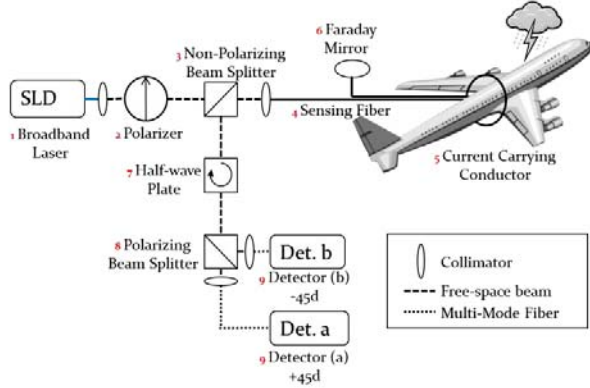 6 Faraday
Mirror
3 Non-Polarizing
Beam Splitter
SLD
1 Broadband
Laser
2 Polarizer
4 Sensing Fiber
5 Current Carrying
Conductor
7 Half-wave
Plate
8 Polarizing
Beam Splitter
Det. b
9 Detector (b)
-45d
Det. a
9 Detector (a)
+45d
Collimator
Free-space beam
Multi-Mode Fiber